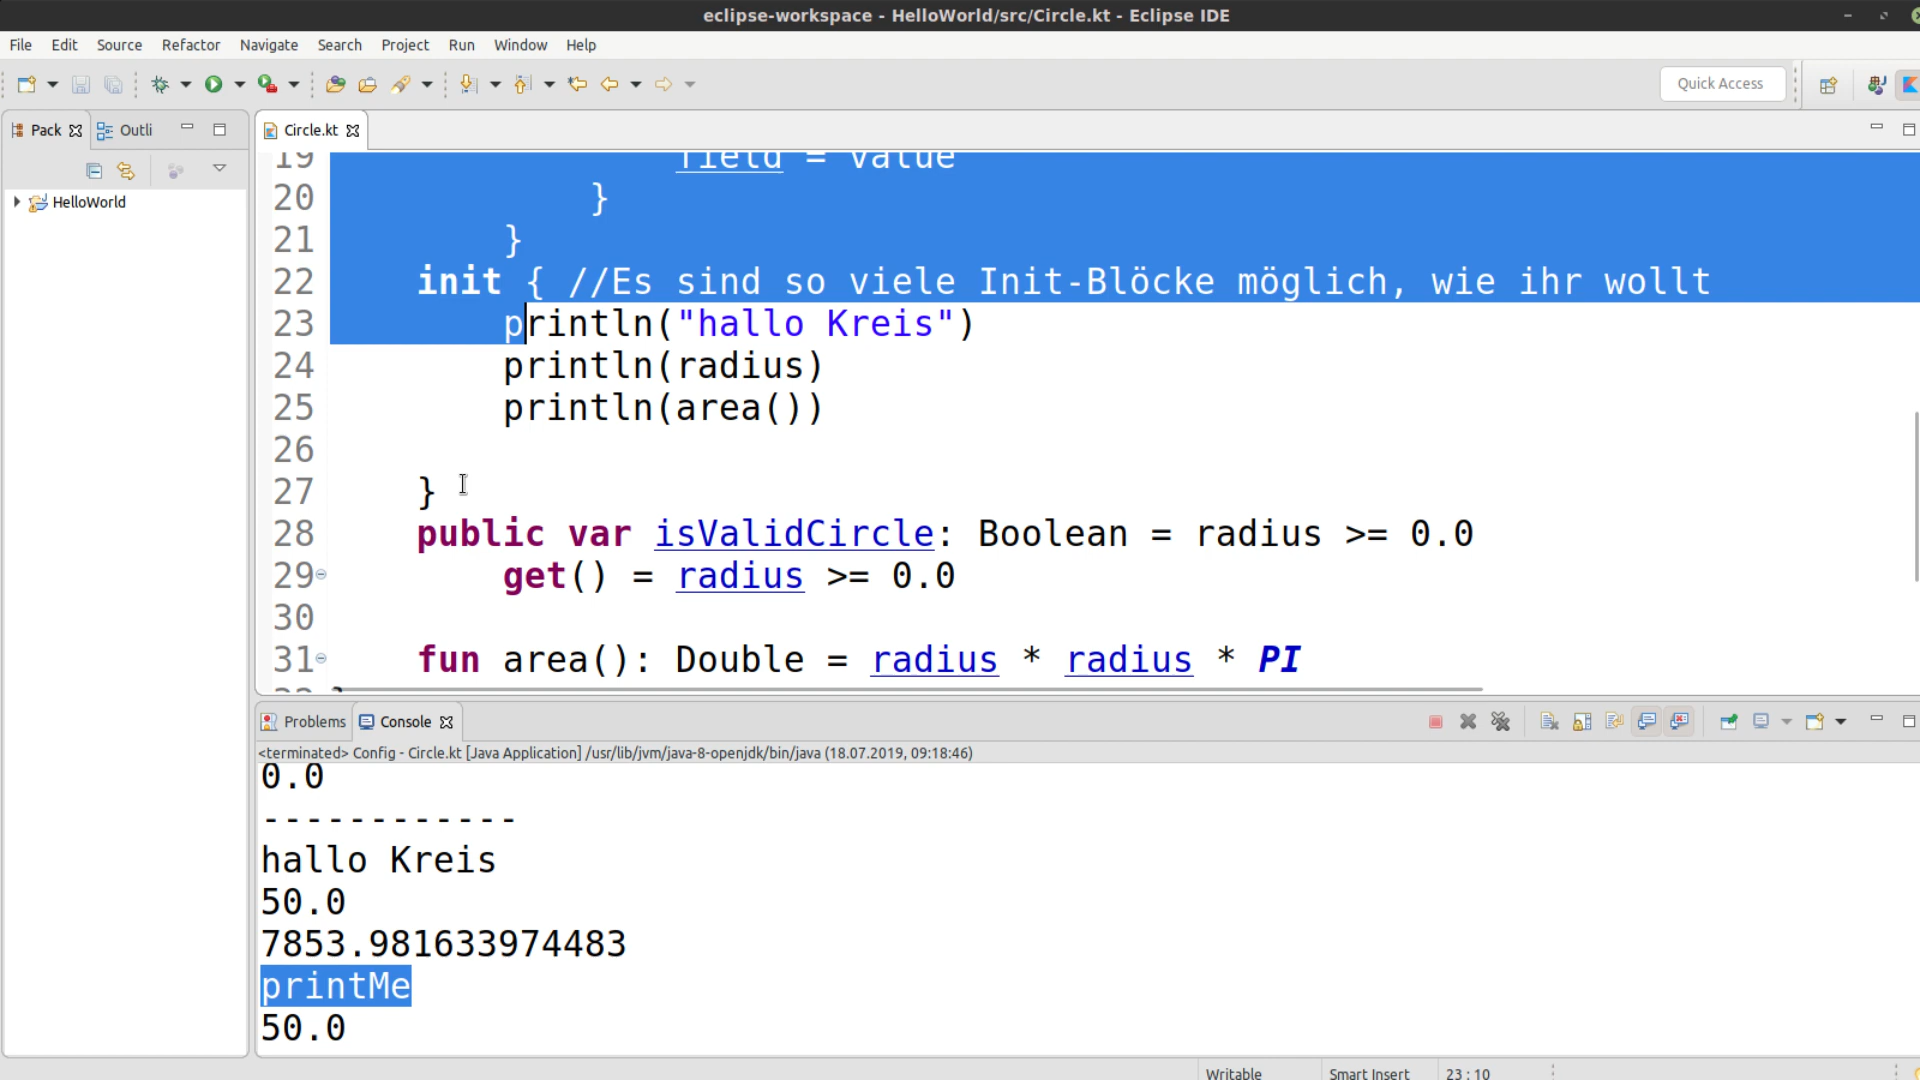 eclipse-workspace - HelloWorld/src/Circle.kt - Eclipse IDE
File Edit Source Refactor Navigate Search Project Run Window Help
Quick Access
Pack Outli
Circle.kt
HelloWorld
19 field = value
20 }
21 }
22 init { //Es sind so viele Init-Blöcke möglich, wie ihr wollt
23 println("hallo Kreis")
24 println(radius)
25 println(area())
26
27 }
28 public var isValidCircle: Boolean = radius >= 0.0
29 get() = radius >= 0.0
30
31 fun area(): Double = radius * radius * PI
Problems Console
<terminated> Config - Circle.kt [Java Application] /usr/lib/jvm/java-8-openjdk/bin/java (18.07.2019, 09:18:46)
0.0
------------
hallo Kreis
50.0
7853.981633974483
printMe
50.0
Writable Smart Insert 23 : 10